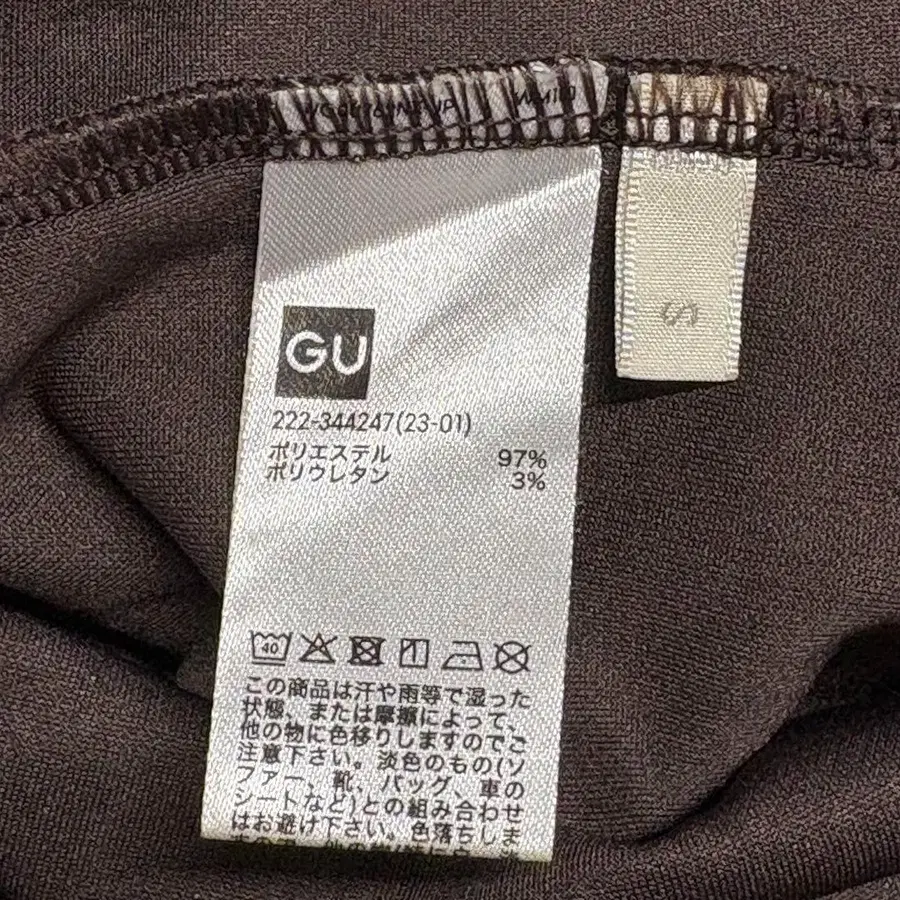 GU
222-344247(23-01)
ポリエステル 97%
ポリウレタン 3%
40
この商品は汗や雨等で湿った
状態、または摩擦によって、
他の物に色移りしますのでご
注意下さい。淡色のもの(ソ
ファー、靴、バッグ、車の
シートなど)との組み合わせ
はお避け下さい。色落ちしま
S